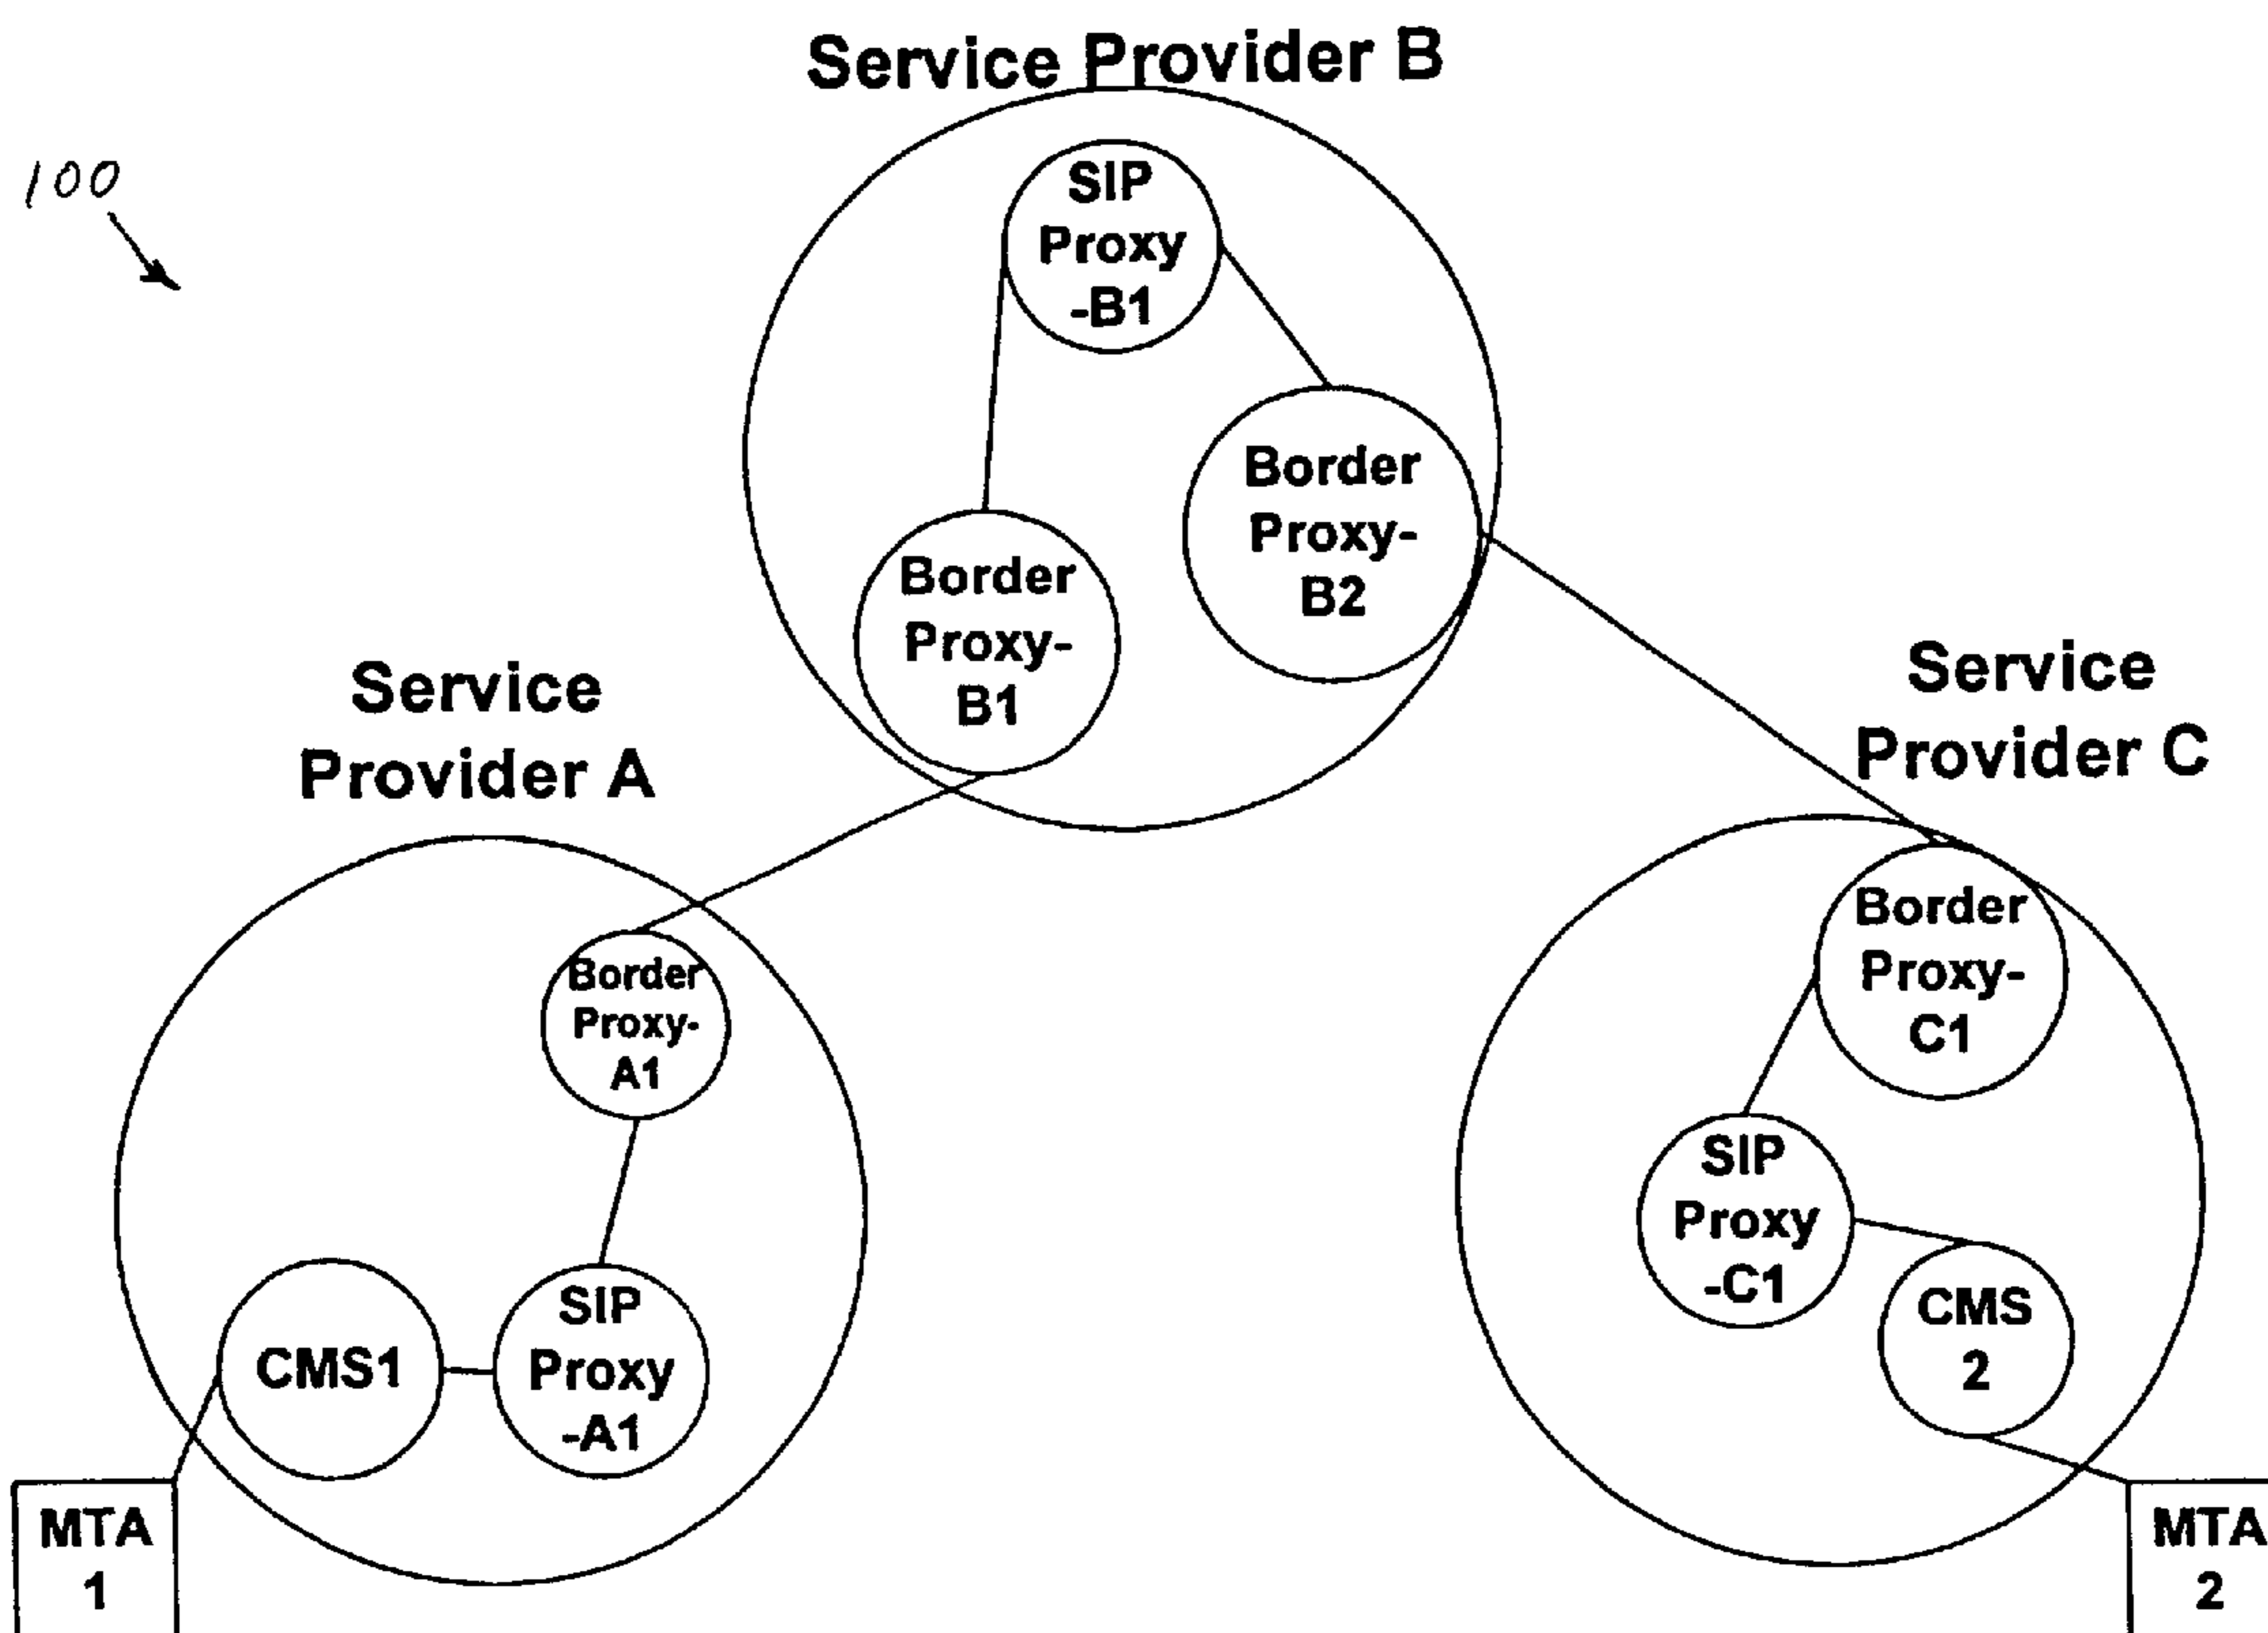 Service Provider B
100
SIP
Proxy
-B1
Border
Proxy-
B2
Border
Proxy-
B1
Service
Provider A
Service
Provider C
Border
Proxy-
A1
Border
Proxy-
C1
SIP
Proxy
-C1
CMS1
SIP
Proxy
-A1
CMS
2
MTA
1
MTA
2